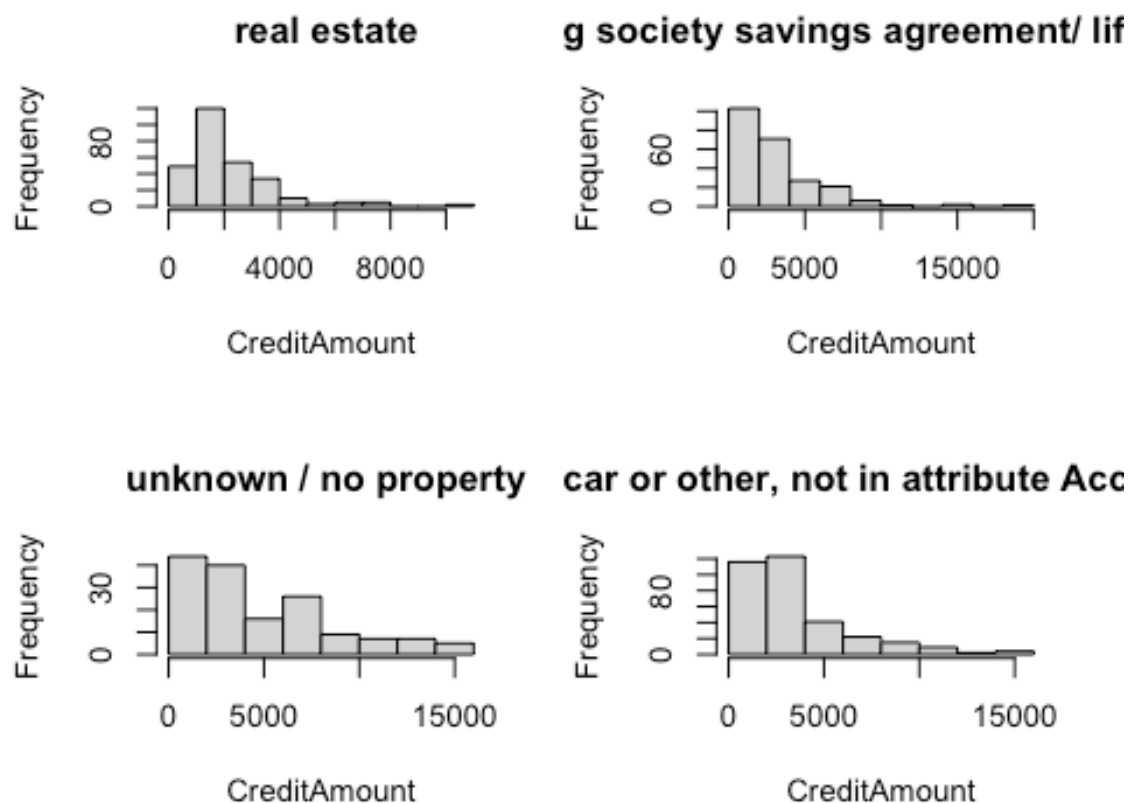 real estate
Frequency
80
0
0 4000 8000
CreditAmount
g society savings agreement/ lif
Frequency
60
0
0 5000 15000
CreditAmount
unknown / no property
Frequency
30
0
0 5000 15000
CreditAmount
car or other, not in attribute Acc
Frequency
80
0
0 5000 15000
CreditAmount